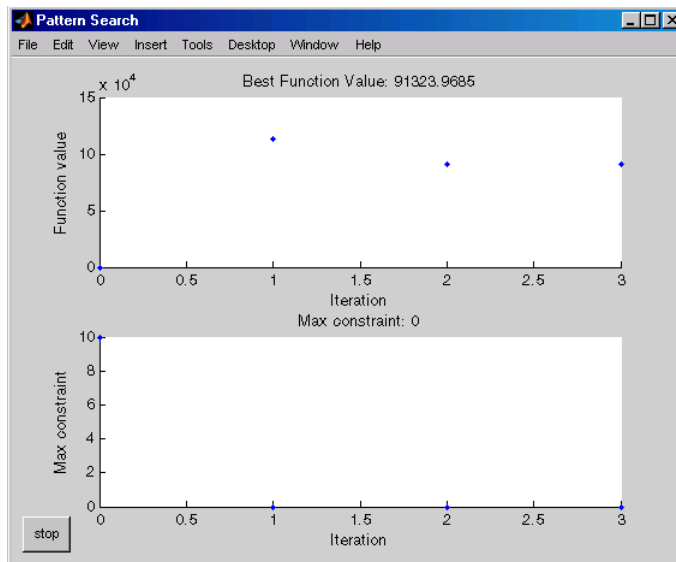 Pattern Search
File Edit View Insert Tools Desktop Window Help
x 10^4
Best Function Value: 91323.9685
15
10
5
0
Function value
0 0.5 1 1.5 2 2.5 3
Iteration
Max constraint: 0
10
8
6
4
2
0
Max constraint
0 0.5 1 1.5 2 2.5 3
Iteration
stop